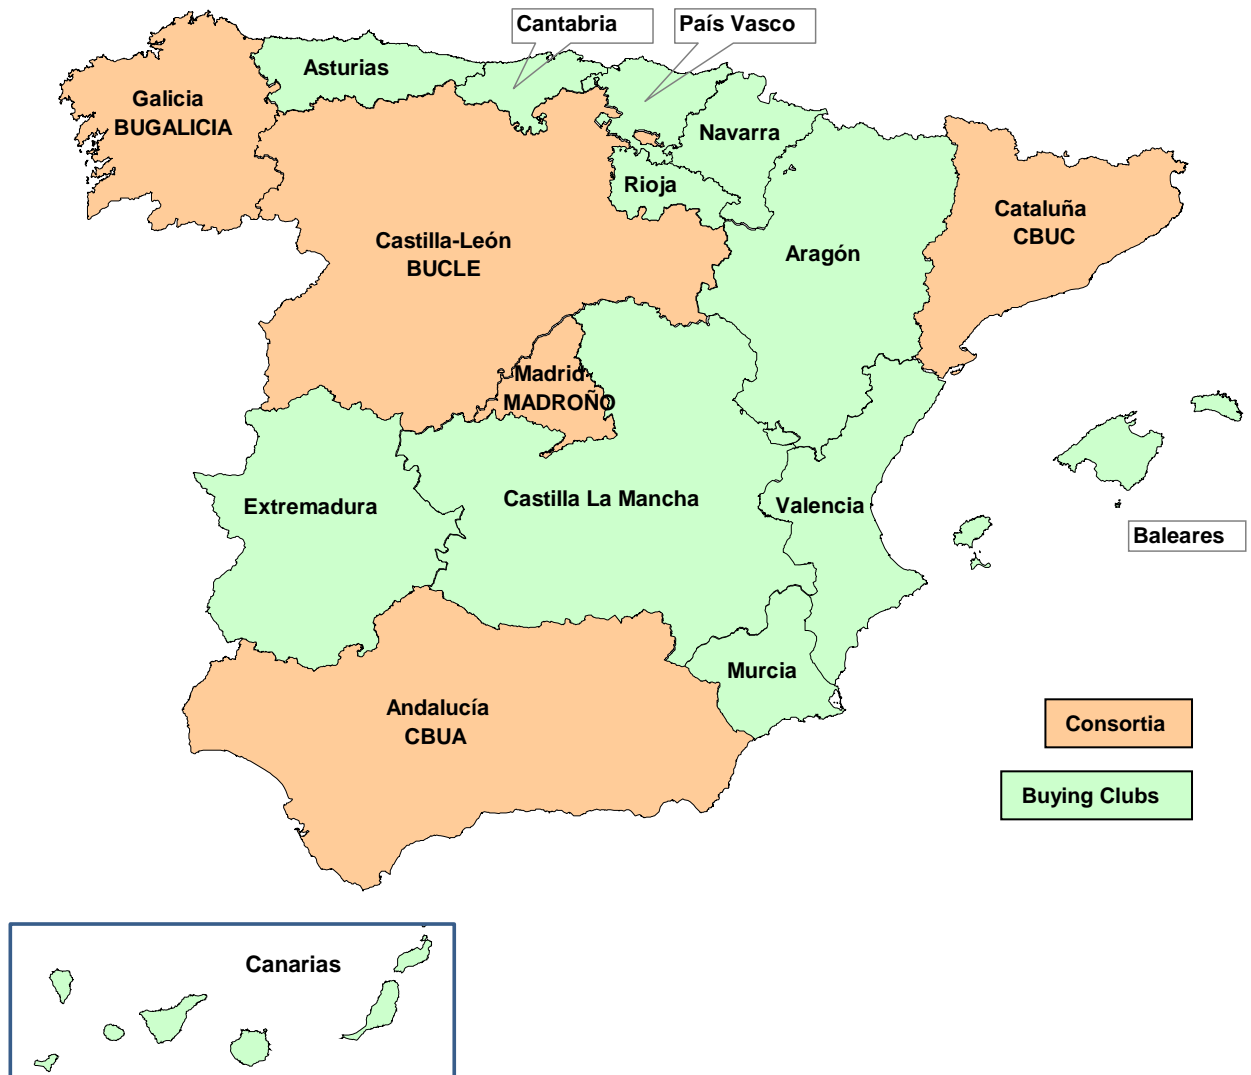 Cantabria
País Vasco
Asturias
Galicia
BUGALICIA
Navarra
Rioja
Cataluña
CBUC
Castilla-León
BUCLE
Aragón
Madrid-
MADROÑO
Extremadura
Castilla La Mancha
Valencia
Baleares
Murcia
Andalucía
CBUA
Consortia
Buying Clubs
Canarias